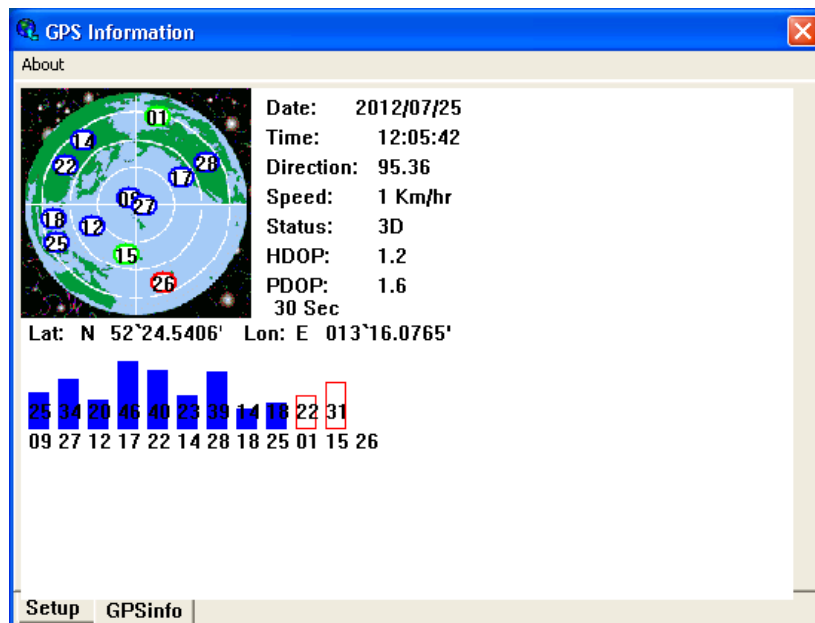 GPS Information
About
01
14
22
28
17
09
27
18
12
25
15
26
Date: 2012/07/25
Time: 12:05:42
Direction: 95.36
Speed: 1 Km/hr
Status: 3D
HDOP: 1.2
PDOP: 1.6
30 Sec
Lat: N 52`24.5406' Lon: E 013`16.0765'
25 34 20 46 40 23 39 14 18 22 31
09 27 12 17 22 14 28 18 25 01 15 26
Setup GPSinfo